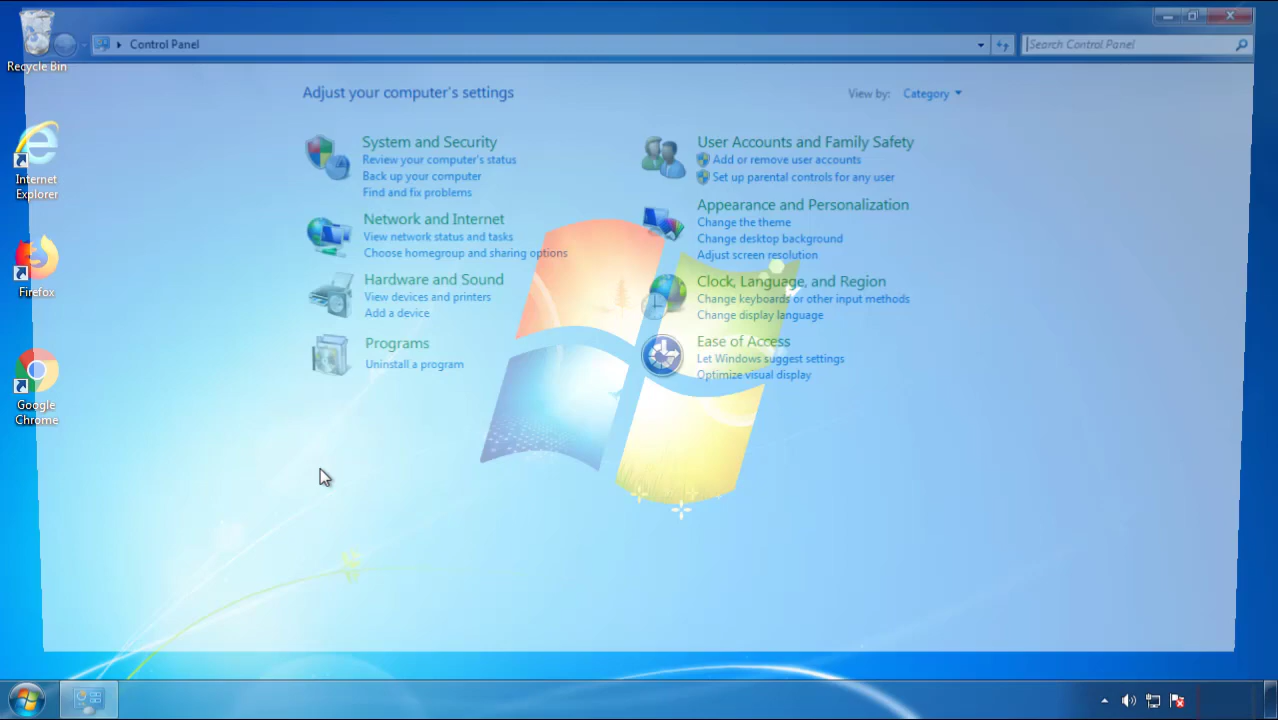 Recycle Bin
Internet
Explorer
Firefox
Google
Chrome
Control Panel
Search Control Panel
Adjust your computer's settings
View by: Category
System and Security
Review your computer's status
Back up your computer
Find and fix problems
Network and Internet
View network status and tasks
Choose homegroup and sharing options
Hardware and Sound
View devices and printers
Add a device
Programs
Uninstall a program
User Accounts and Family Safety
Add or remove user accounts
Set up parental controls for any user
Appearance and Personalization
Change the theme
Change desktop background
Adjust screen resolution
Clock, Language, and Region
Change keyboards or other input methods
Change display language
Ease of Access
Let Windows suggest settings
Optimize visual display